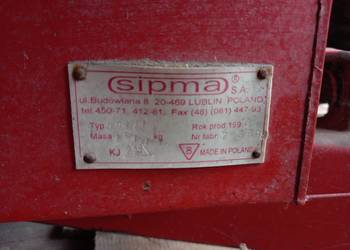 sipma® S.A.
ul.Budowlana 8 20-469 LUBLIN (POLAND)
tel 450-71, 412-61, Fax (48) (081) 447-93
Typ Rok prod 199
Masa kg Nr fabr.
KJ B MADE IN POLAND